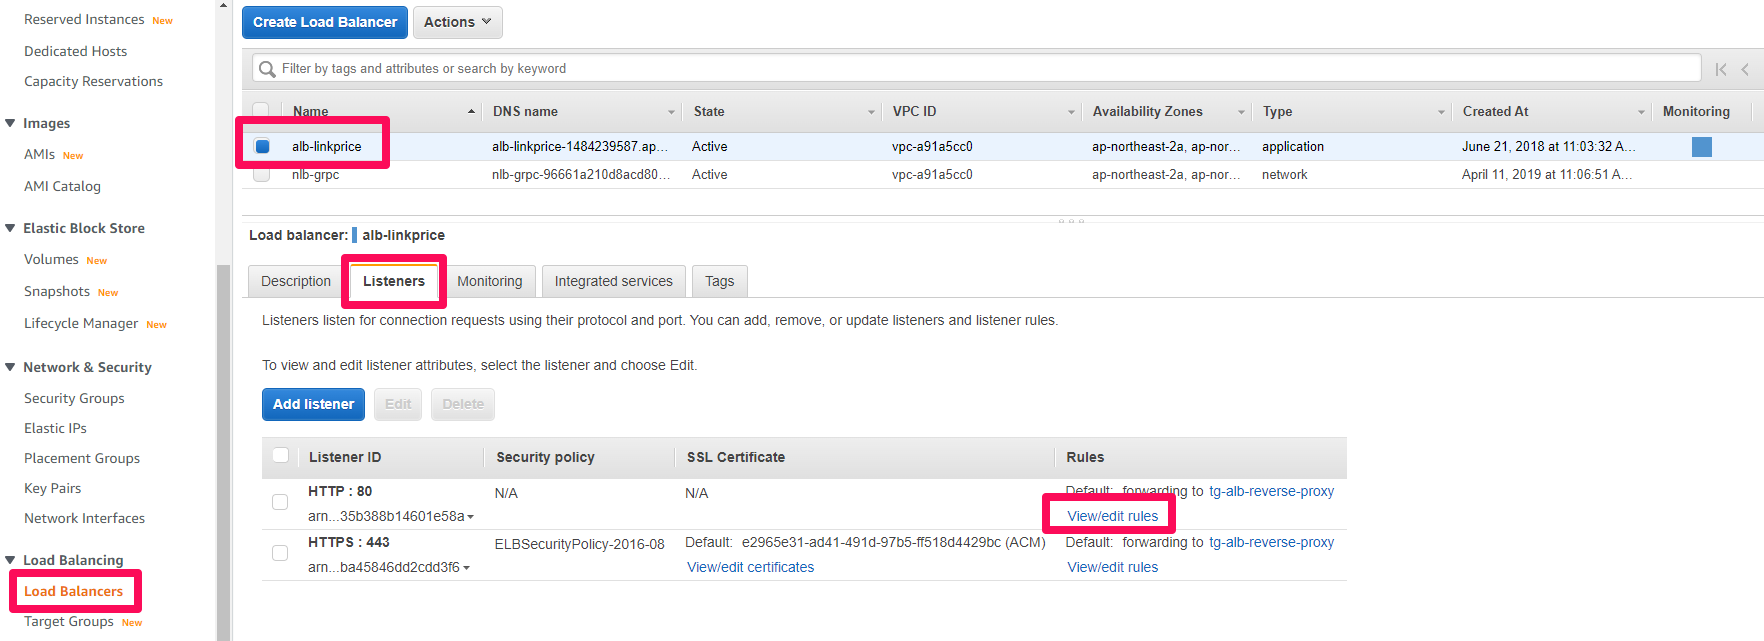 Reserved Instances New
Dedicated Hosts
Capacity Reservations
Images
AMIs New
AMI Catalog
Elastic Block Store
Volumes New
Snapshots New
Lifecycle Manager New
Network & Security
Security Groups
Elastic IPs
Placement Groups
Key Pairs
Network Interfaces
Load Balancing
Load Balancers
Target Groups New
Create Load Balancer Actions
Filter by tags and attributes or search by keyword
Name DNS name State VPC ID Availability Zones Type Created At Monitoring
alb-linkprice alb-linkprice-1484239587.ap... Active vpc-a91a5cc0 ap-northeast-2a, ap-nor... application June 21, 2018 at 11:03:32 A...
nlb-grpc nlb-grpc-96661a210d8acd80... Active vpc-a91a5cc0 ap-northeast-2a, ap-nor... network April 11, 2019 at 11:06:51 A...
Load balancer: alb-linkprice
Description Listeners Monitoring Integrated services Tags
Listeners listen for connection requests using their protocol and port. You can add, remove, or update listeners and listener rules.
To view and edit listener attributes, select the listener and choose Edit.
Add listener Edit Delete
Listener ID Security policy SSL Certificate Rules
HTTP : 80 N/A N/A Default: forwarding to tg-alb-reverse-proxy
arn...35b388b14601e58a View/edit rules
HTTPS : 443 ELBSecurityPolicy-2016-08 Default: e2965e31-ad41-491d-97b5-ff518d4429bc (ACM) Default: forwarding to tg-alb-reverse-proxy
arn...ba45846dd2cdd3f6 View/edit certificates View/edit rules